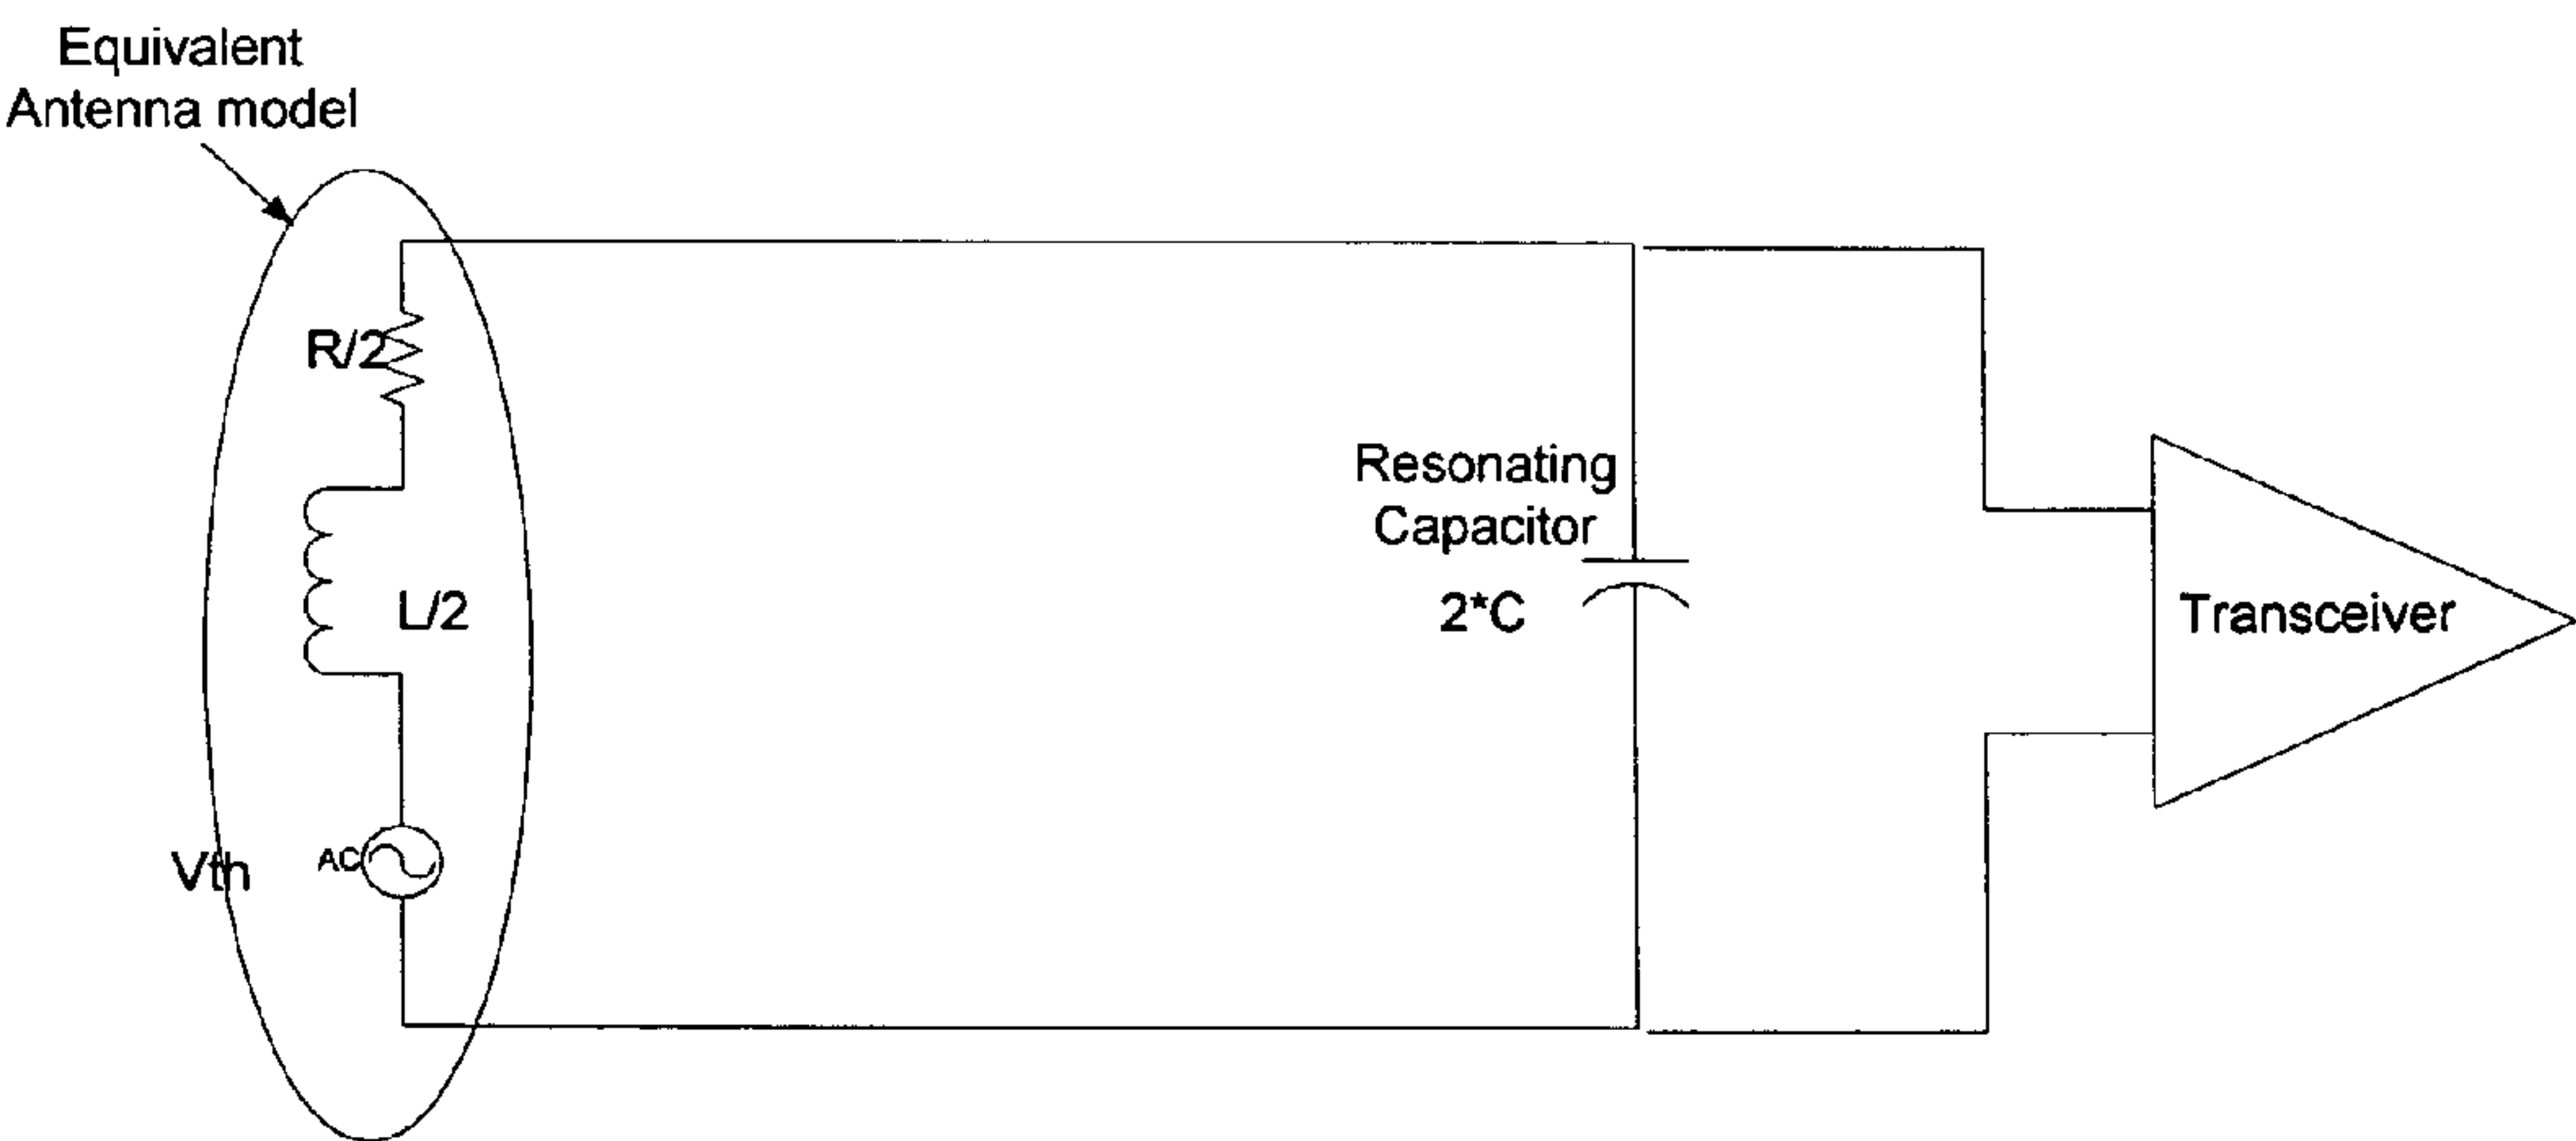 Equivalent
Antenna model
R/2
L/2
Vth
AC
Resonating
Capacitor
2*C
Transceiver